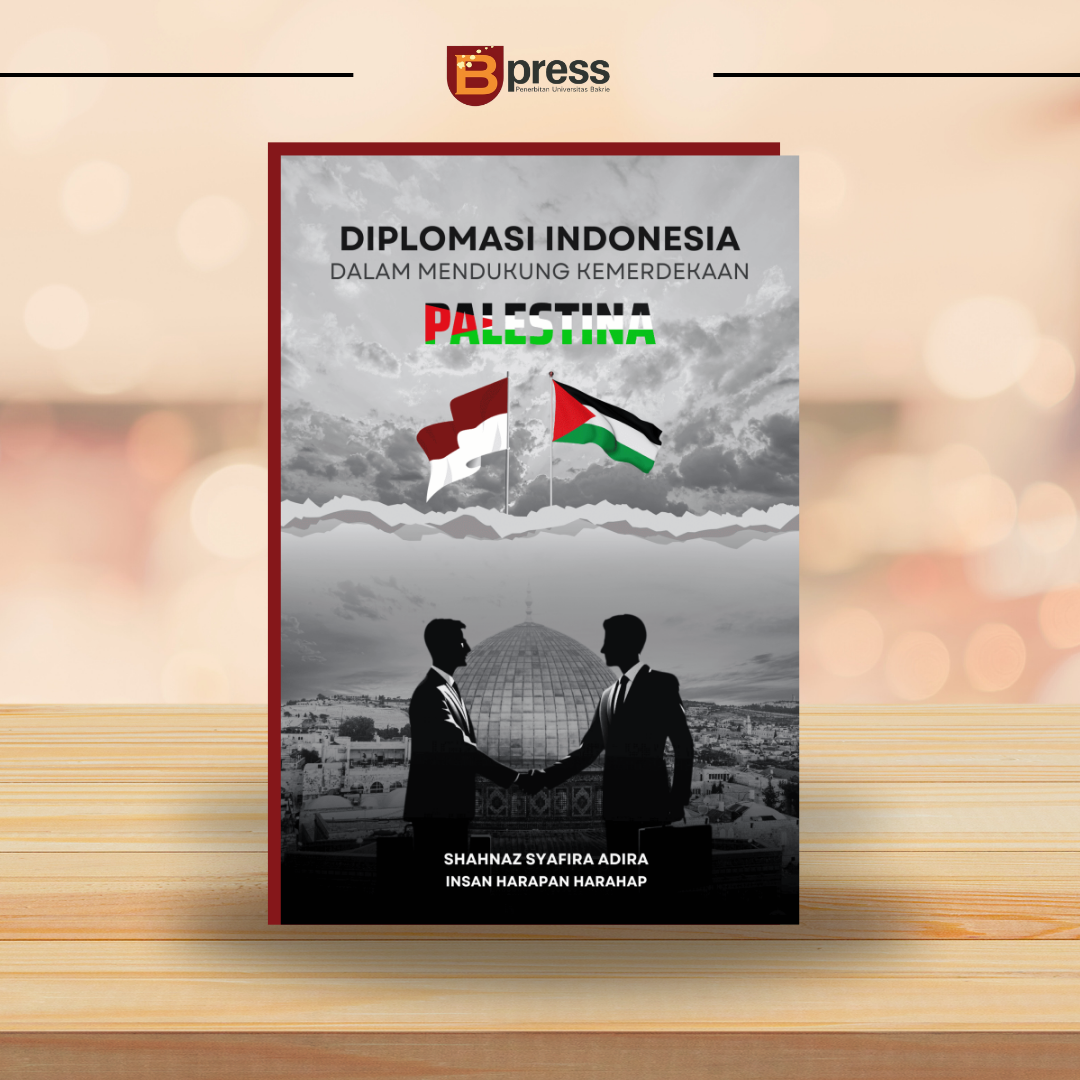 B press
Penerbitan Universitas Bakrie
DIPLOMASI INDONESIA
DALAM MENDUKUNG KEMERDEKAAN
PALESTINA
SHAHNAZ SYAFIRA ADIRA
INSAN HARAPAN HARAHAP